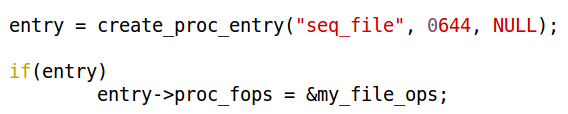 entry = create_proc_entry("seq_file", 0644, NULL);
if(entry)
        entry->proc_fops = &my_file_ops;